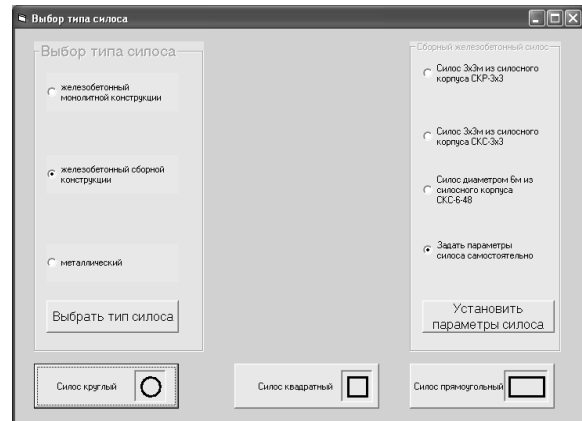 Выбор типа силоса
Выбор типа силоса
железобетонный
монолитной конструкции
железобетонный сборной
конструкции
металлический
Выбрать тип силоса
Сборный железобетонный силос
Силос 3х3м из силосного
корпуса СКР-3х3
Силос 3х3м из силосного
корпуса СКС-3х3
Силос диаметром 6м из
силосного корпуса
СКС-6-48
Задать параметры
силоса самостоятельно
Установить
параметры силоса
Силос круглый
Силос квадратный
Силос прямоугольный